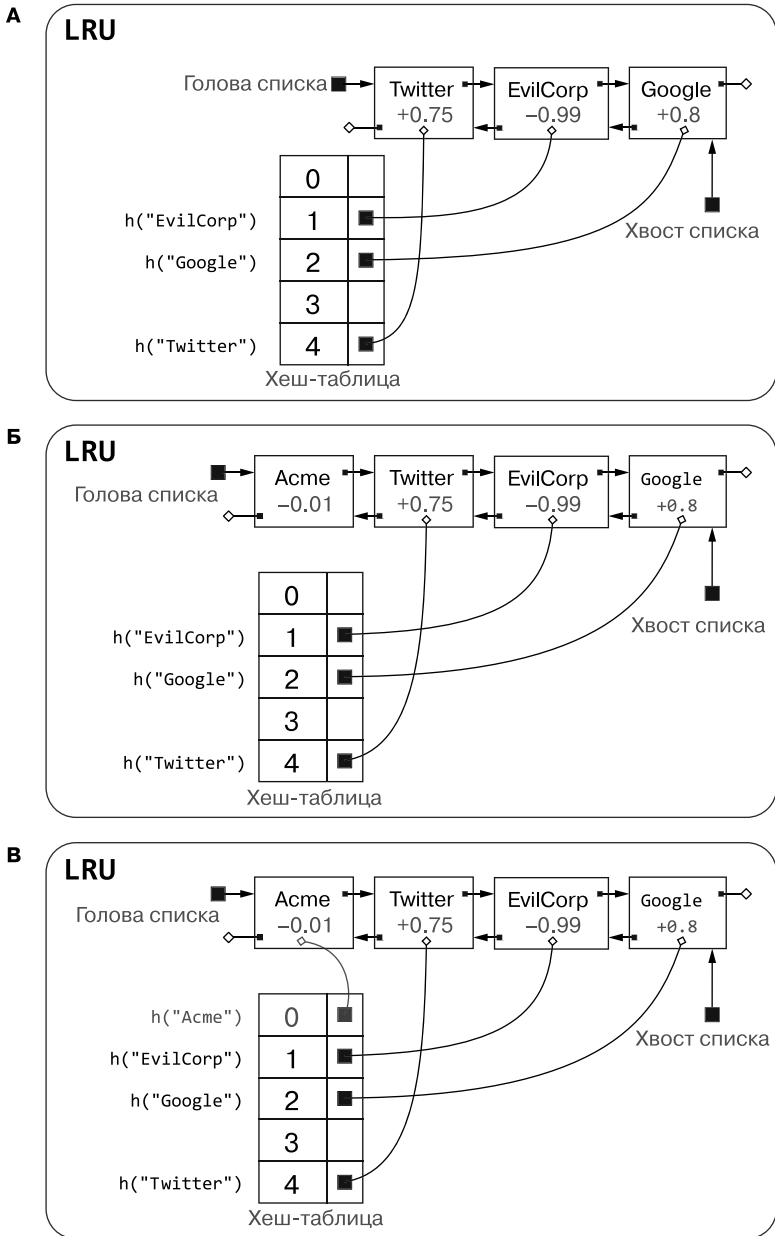 А
LRU
Голова списка
Twitter
+0.75
EvilCorp
−0.99
Google
+0.8
Хвост списка
0
h("EvilCorp") 1
h("Google") 2
3
h("Twitter") 4
Хеш-таблица
Б
LRU
Голова списка
Acme
−0.01
Twitter
+0.75
EvilCorp
−0.99
Google
+0.8
Хвост списка
0
h("EvilCorp") 1
h("Google") 2
3
h("Twitter") 4
Хеш-таблица
В
LRU
Голова списка
Acme
−0.01
Twitter
+0.75
EvilCorp
−0.99
Google
+0.8
Хвост списка
h("Acme") 0
h("EvilCorp") 1
h("Google") 2
3
h("Twitter") 4
Хеш-таблица